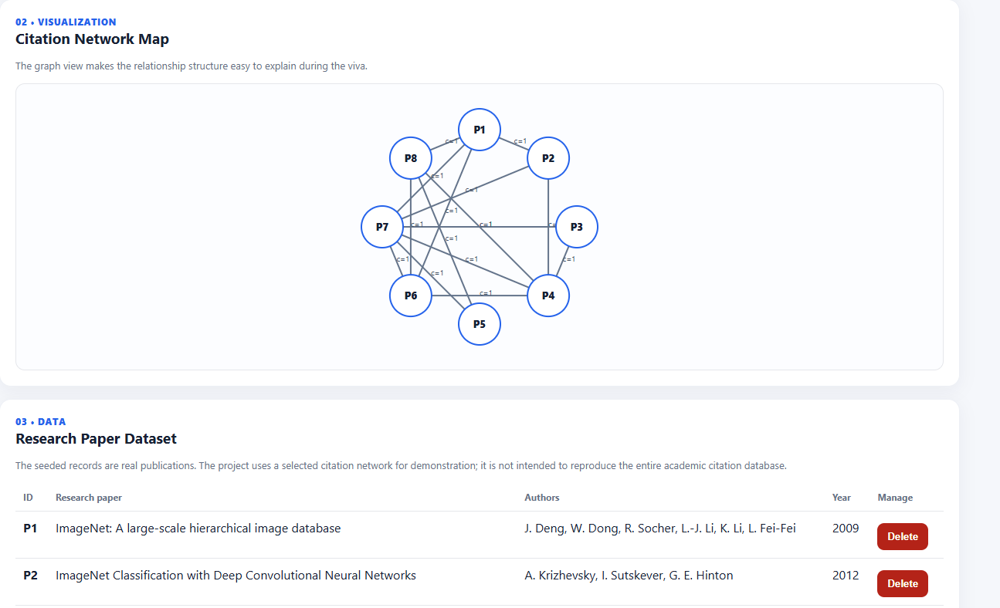 02 • VISUALIZATION
Citation Network Map
The graph view makes the relationship structure easy to explain during the viva.
P1
c=1
c=1
P8
P2
c=1
c=1
c=1
P7
c=1
c=1
c=
P3
c=1
c=1
c=1
c=1
c=1
P6
c=1
P4
P5
03 • DATA
Research Paper Dataset
The seeded records are real publications. The project uses a selected citation network for demonstration; it is not intended to reproduce the entire academic citation database.
ID Research paper Authors Year Manage
P1 ImageNet: A large-scale hierarchical image database J. Deng, W. Dong, R. Socher, L.-J. Li, K. Li, L. Fei-Fei 2009 Delete
P2 ImageNet Classification with Deep Convolutional Neural Networks A. Krizhevsky, I. Sutskever, G. E. Hinton 2012 Delete